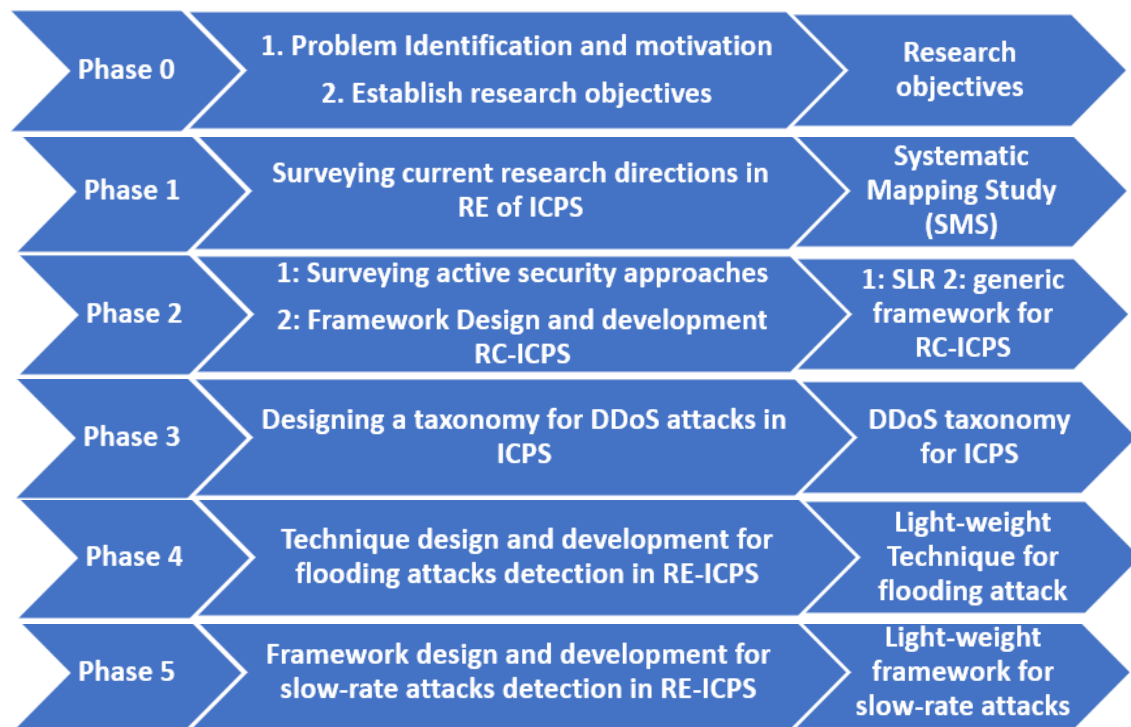 Phase 0
1. Problem Identification and motivation
2. Establish research objectives
Research
objectives
Phase 1
Surveying current research directions in
RE of ICPS
Systematic
Mapping Study
(SMS)
Phase 2
1: Surveying active security approaches
2: Framework Design and development
RC-ICPS
1: SLR 2: generic
framework for
RC-ICPS
Phase 3
Designing a taxonomy for DDoS attacks in
ICPS
DDoS taxonomy
for ICPS
Phase 4
Technique design and development for
flooding attacks detection in RE-ICPS
Light-weight
Technique for
flooding attack
Phase 5
Framework design and development for
slow-rate attacks detection in RE-ICPS
Light-weight
framework for
slow-rate attacks